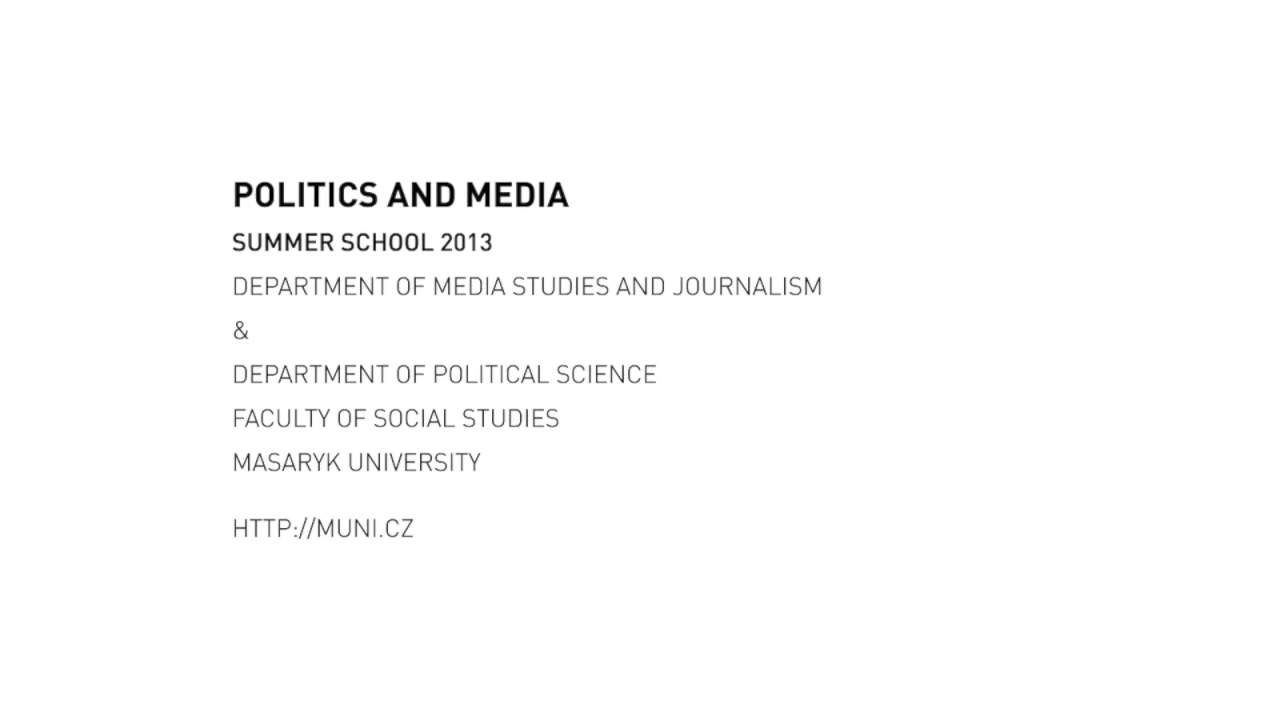 POLITICS AND MEDIA
SUMMER SCHOOL 2013
DEPARTMENT OF MEDIA STUDIES AND JOURNALISM
&
DEPARTMENT OF POLITICAL SCIENCE
FACULTY OF SOCIAL STUDIES
MASARYK UNIVERSITY
HTTP://MUNI.CZ